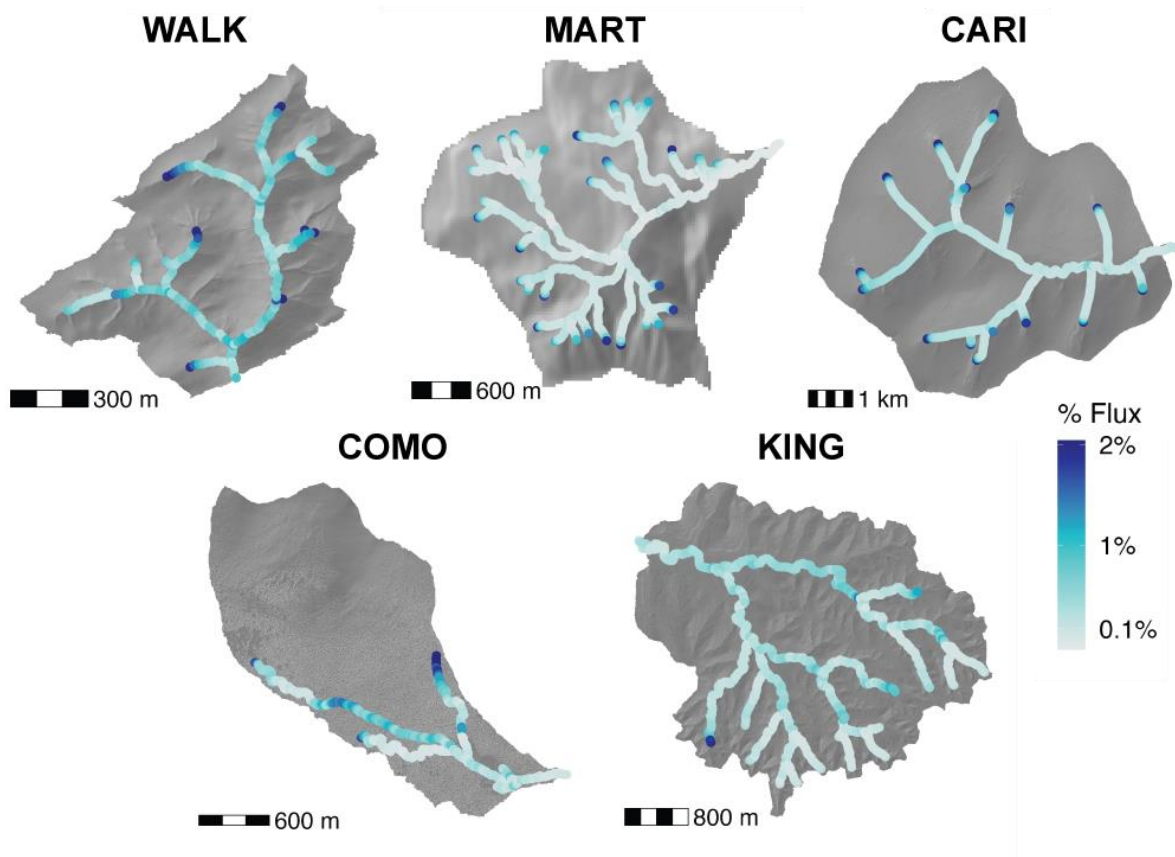 WALK
MART
CARI
300 m
600 m
1 km
% Flux
2%
1%
0.1%
COMO
KING
600 m
800 m